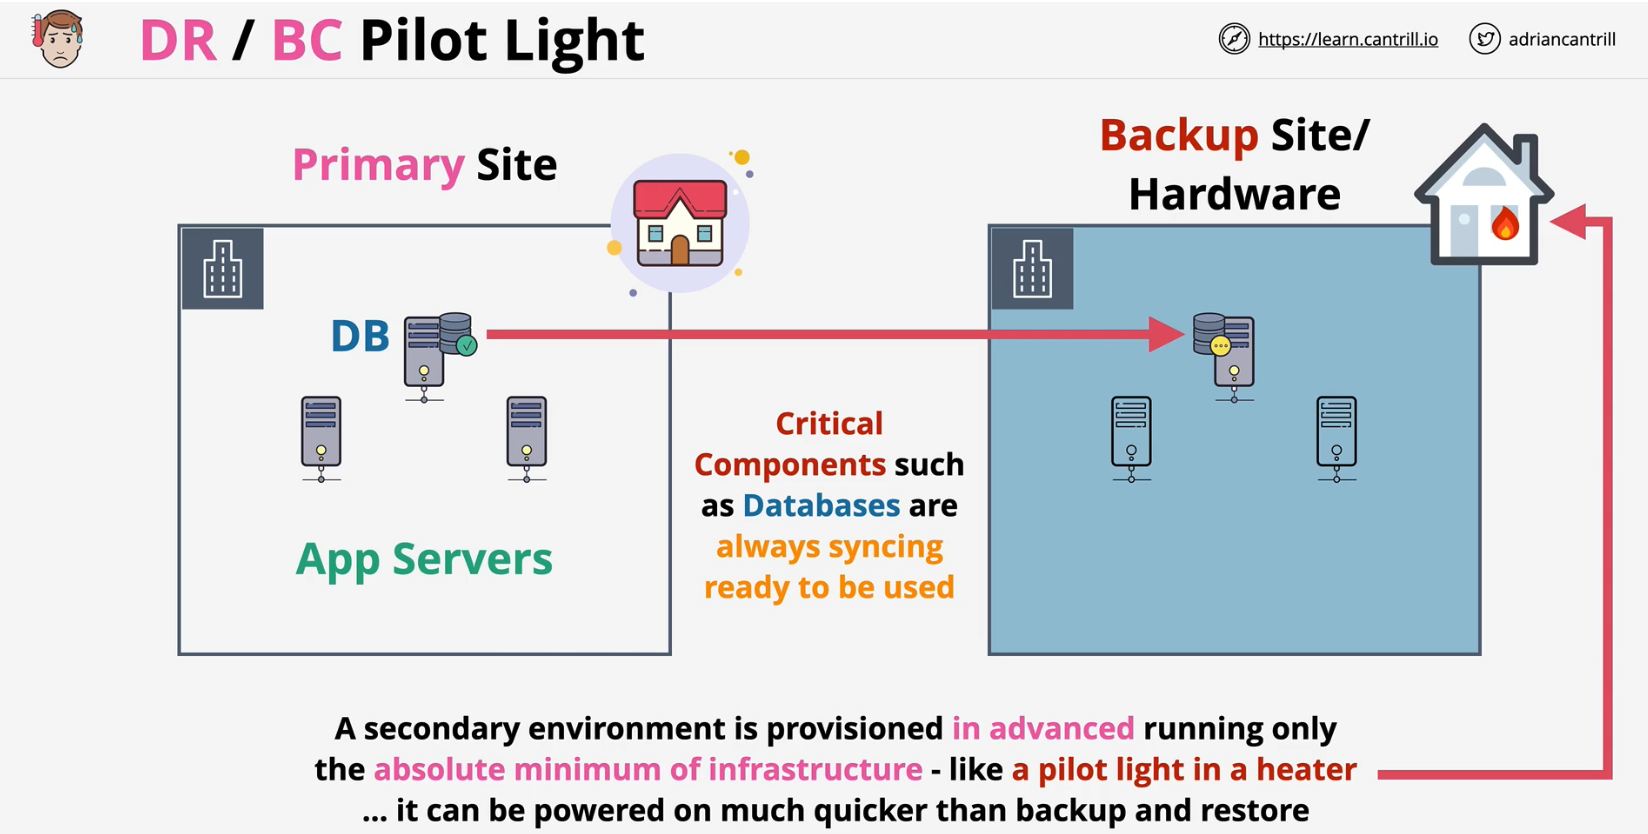 DR / BC Pilot Light
https://learn.cantrill.io
adriancantrill
Primary Site
Backup Site/
Hardware
DB
App Servers
Critical
Components such
as Databases are
always syncing
ready to be used
A secondary environment is provisioned in advanced running only
the absolute minimum of infrastructure - like a pilot light in a heater
... it can be powered on much quicker than backup and restore